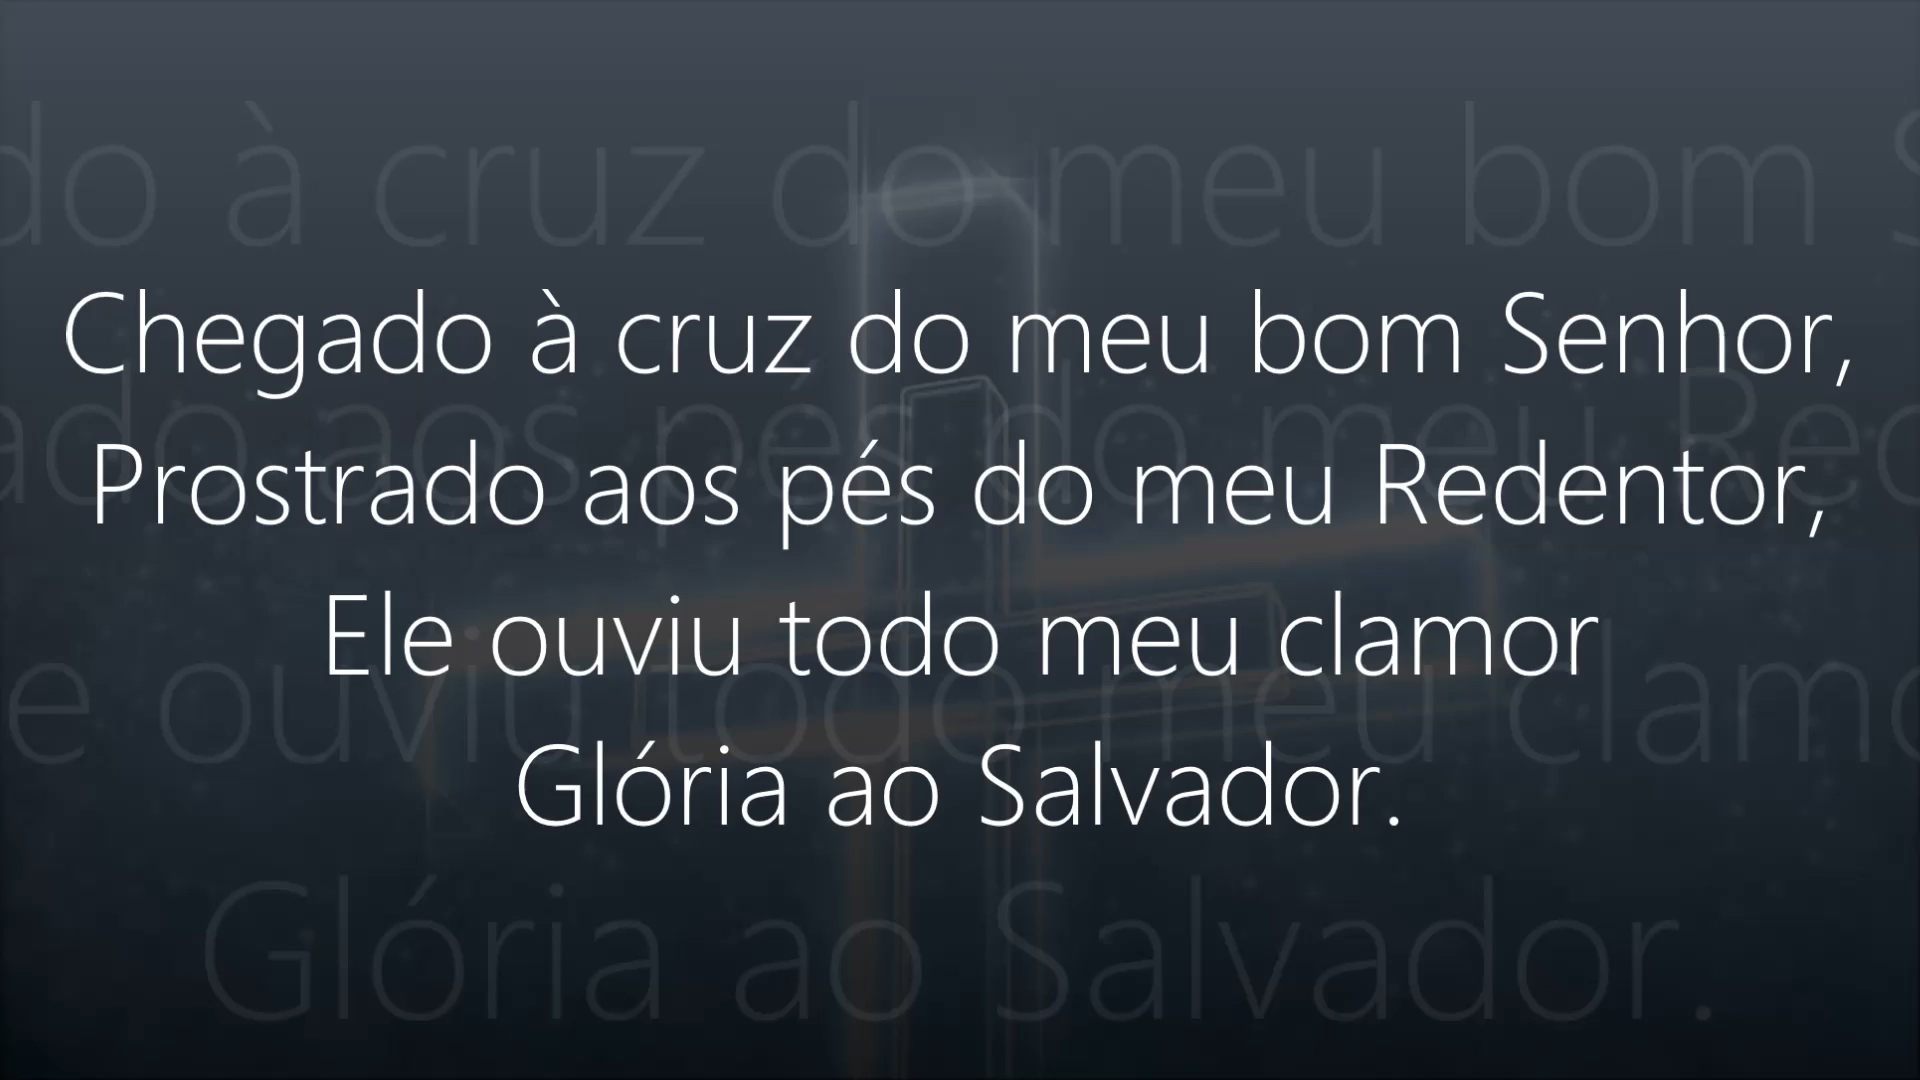 Chegado à cruz do meu bom Senhor,
Prostrado aos pés do meu Redentor,
Ele ouviu todo meu clamor
Glória ao Salvador.